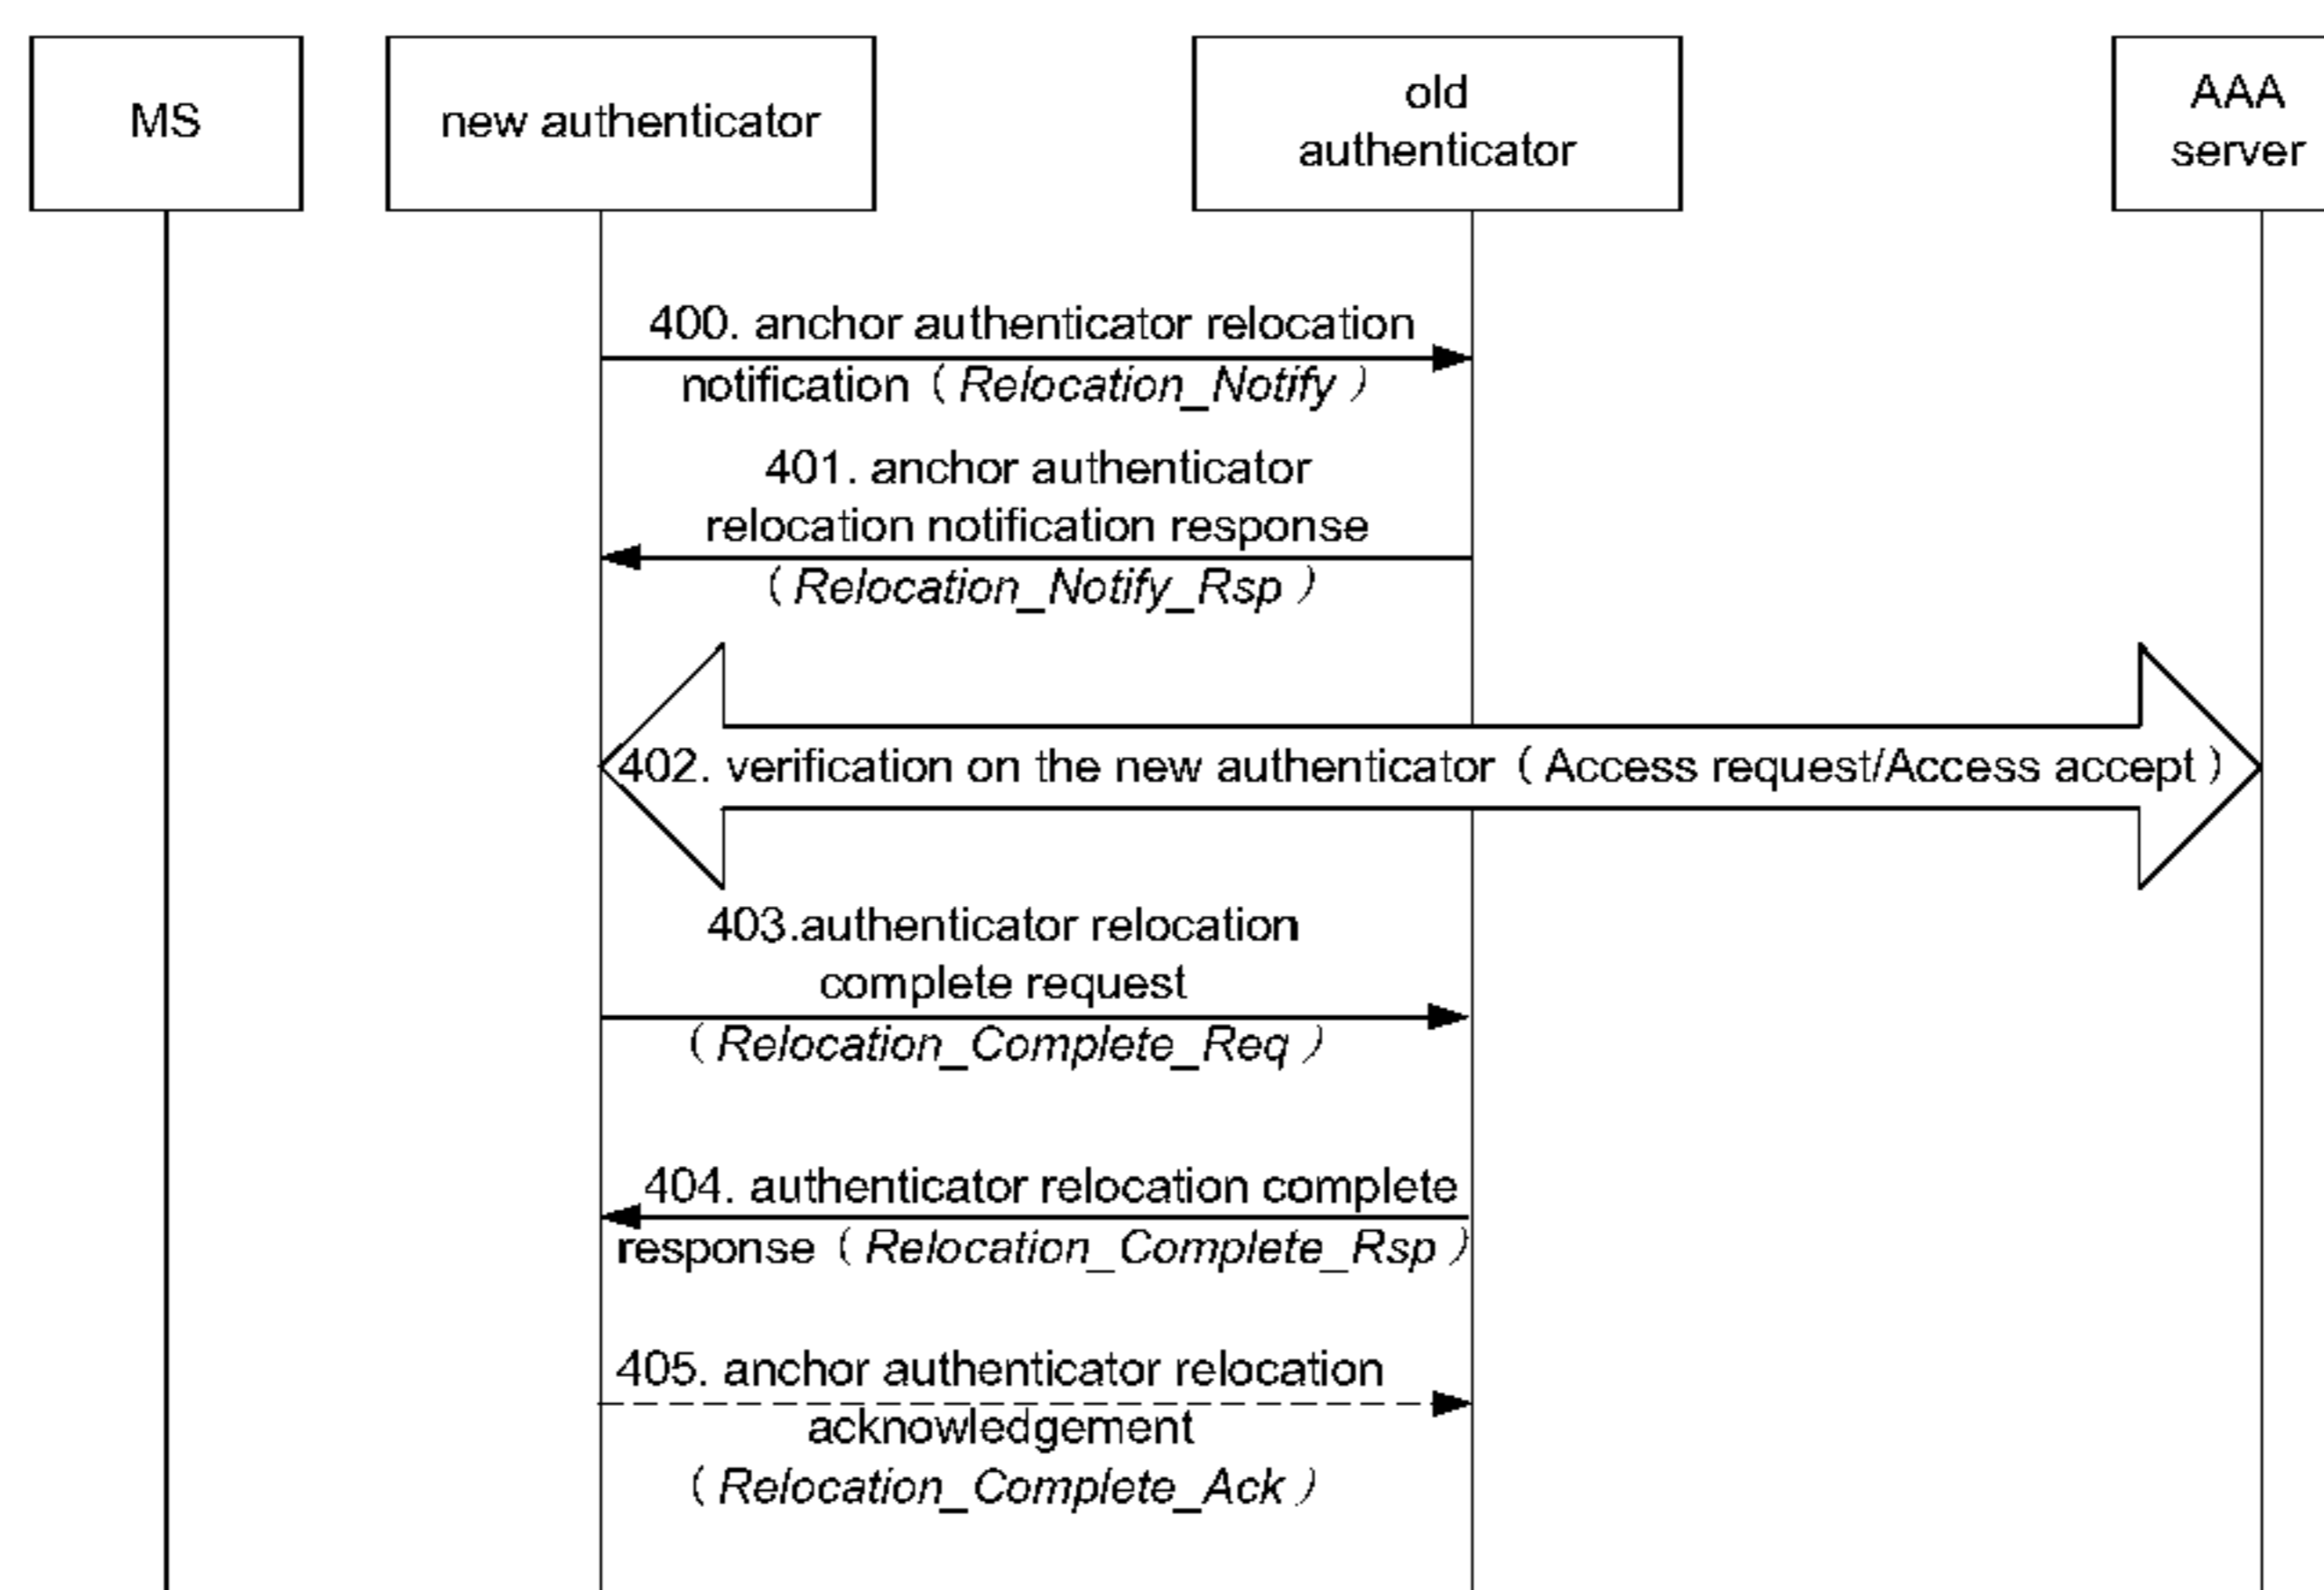 MS
new authenticator
old
authenticator
AAA
server
400. anchor authenticator relocation
notification（Relocation_Notify）
401. anchor authenticator
relocation notification response
（Relocation_Notify_Rsp）
402. verification on the new authenticator（Access request/Access accept）
403.authenticator relocation
complete request
（Relocation_Complete_Req）
404. authenticator relocation complete
response（Relocation_Complete_Rsp）
405. anchor authenticator relocation
acknowledgement
（Relocation_Complete_Ack）